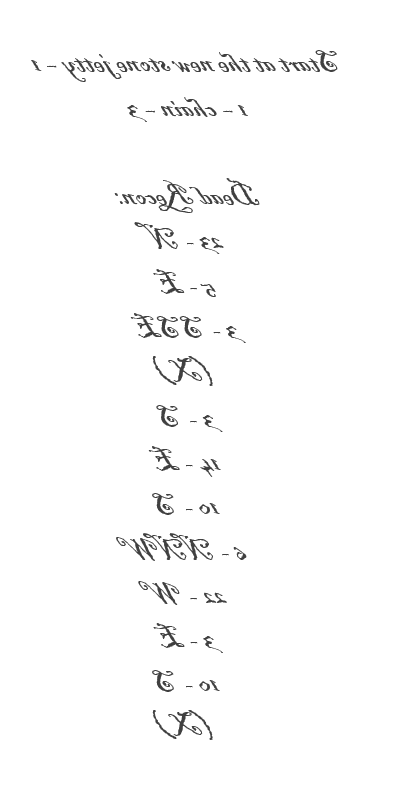 Start at the new stone jetty - 1
1 - chain - 3
Dead Recon:
23 - N
5 - E
3 - SSE
(X)
3 - S
14 - E
10 - S
6 - NNW
22 - W
3 - E
10 - S
(X)